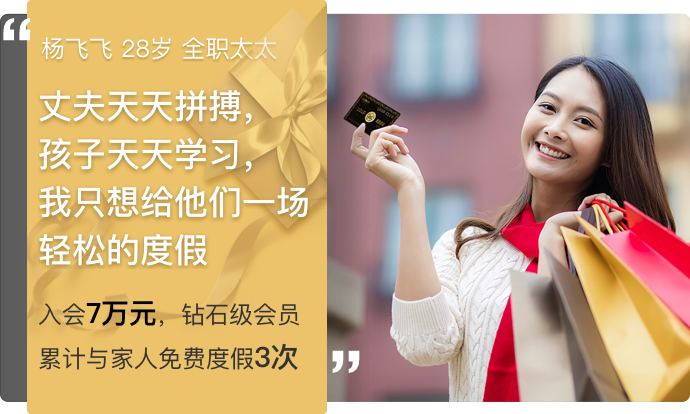 “
杨飞飞 28岁 全职太太
丈夫天天拼搏，
孩子天天学习，
我只想给他们一场
轻松的度假
入会7万元，钻石级会员
累计与家人免费度假3次
”